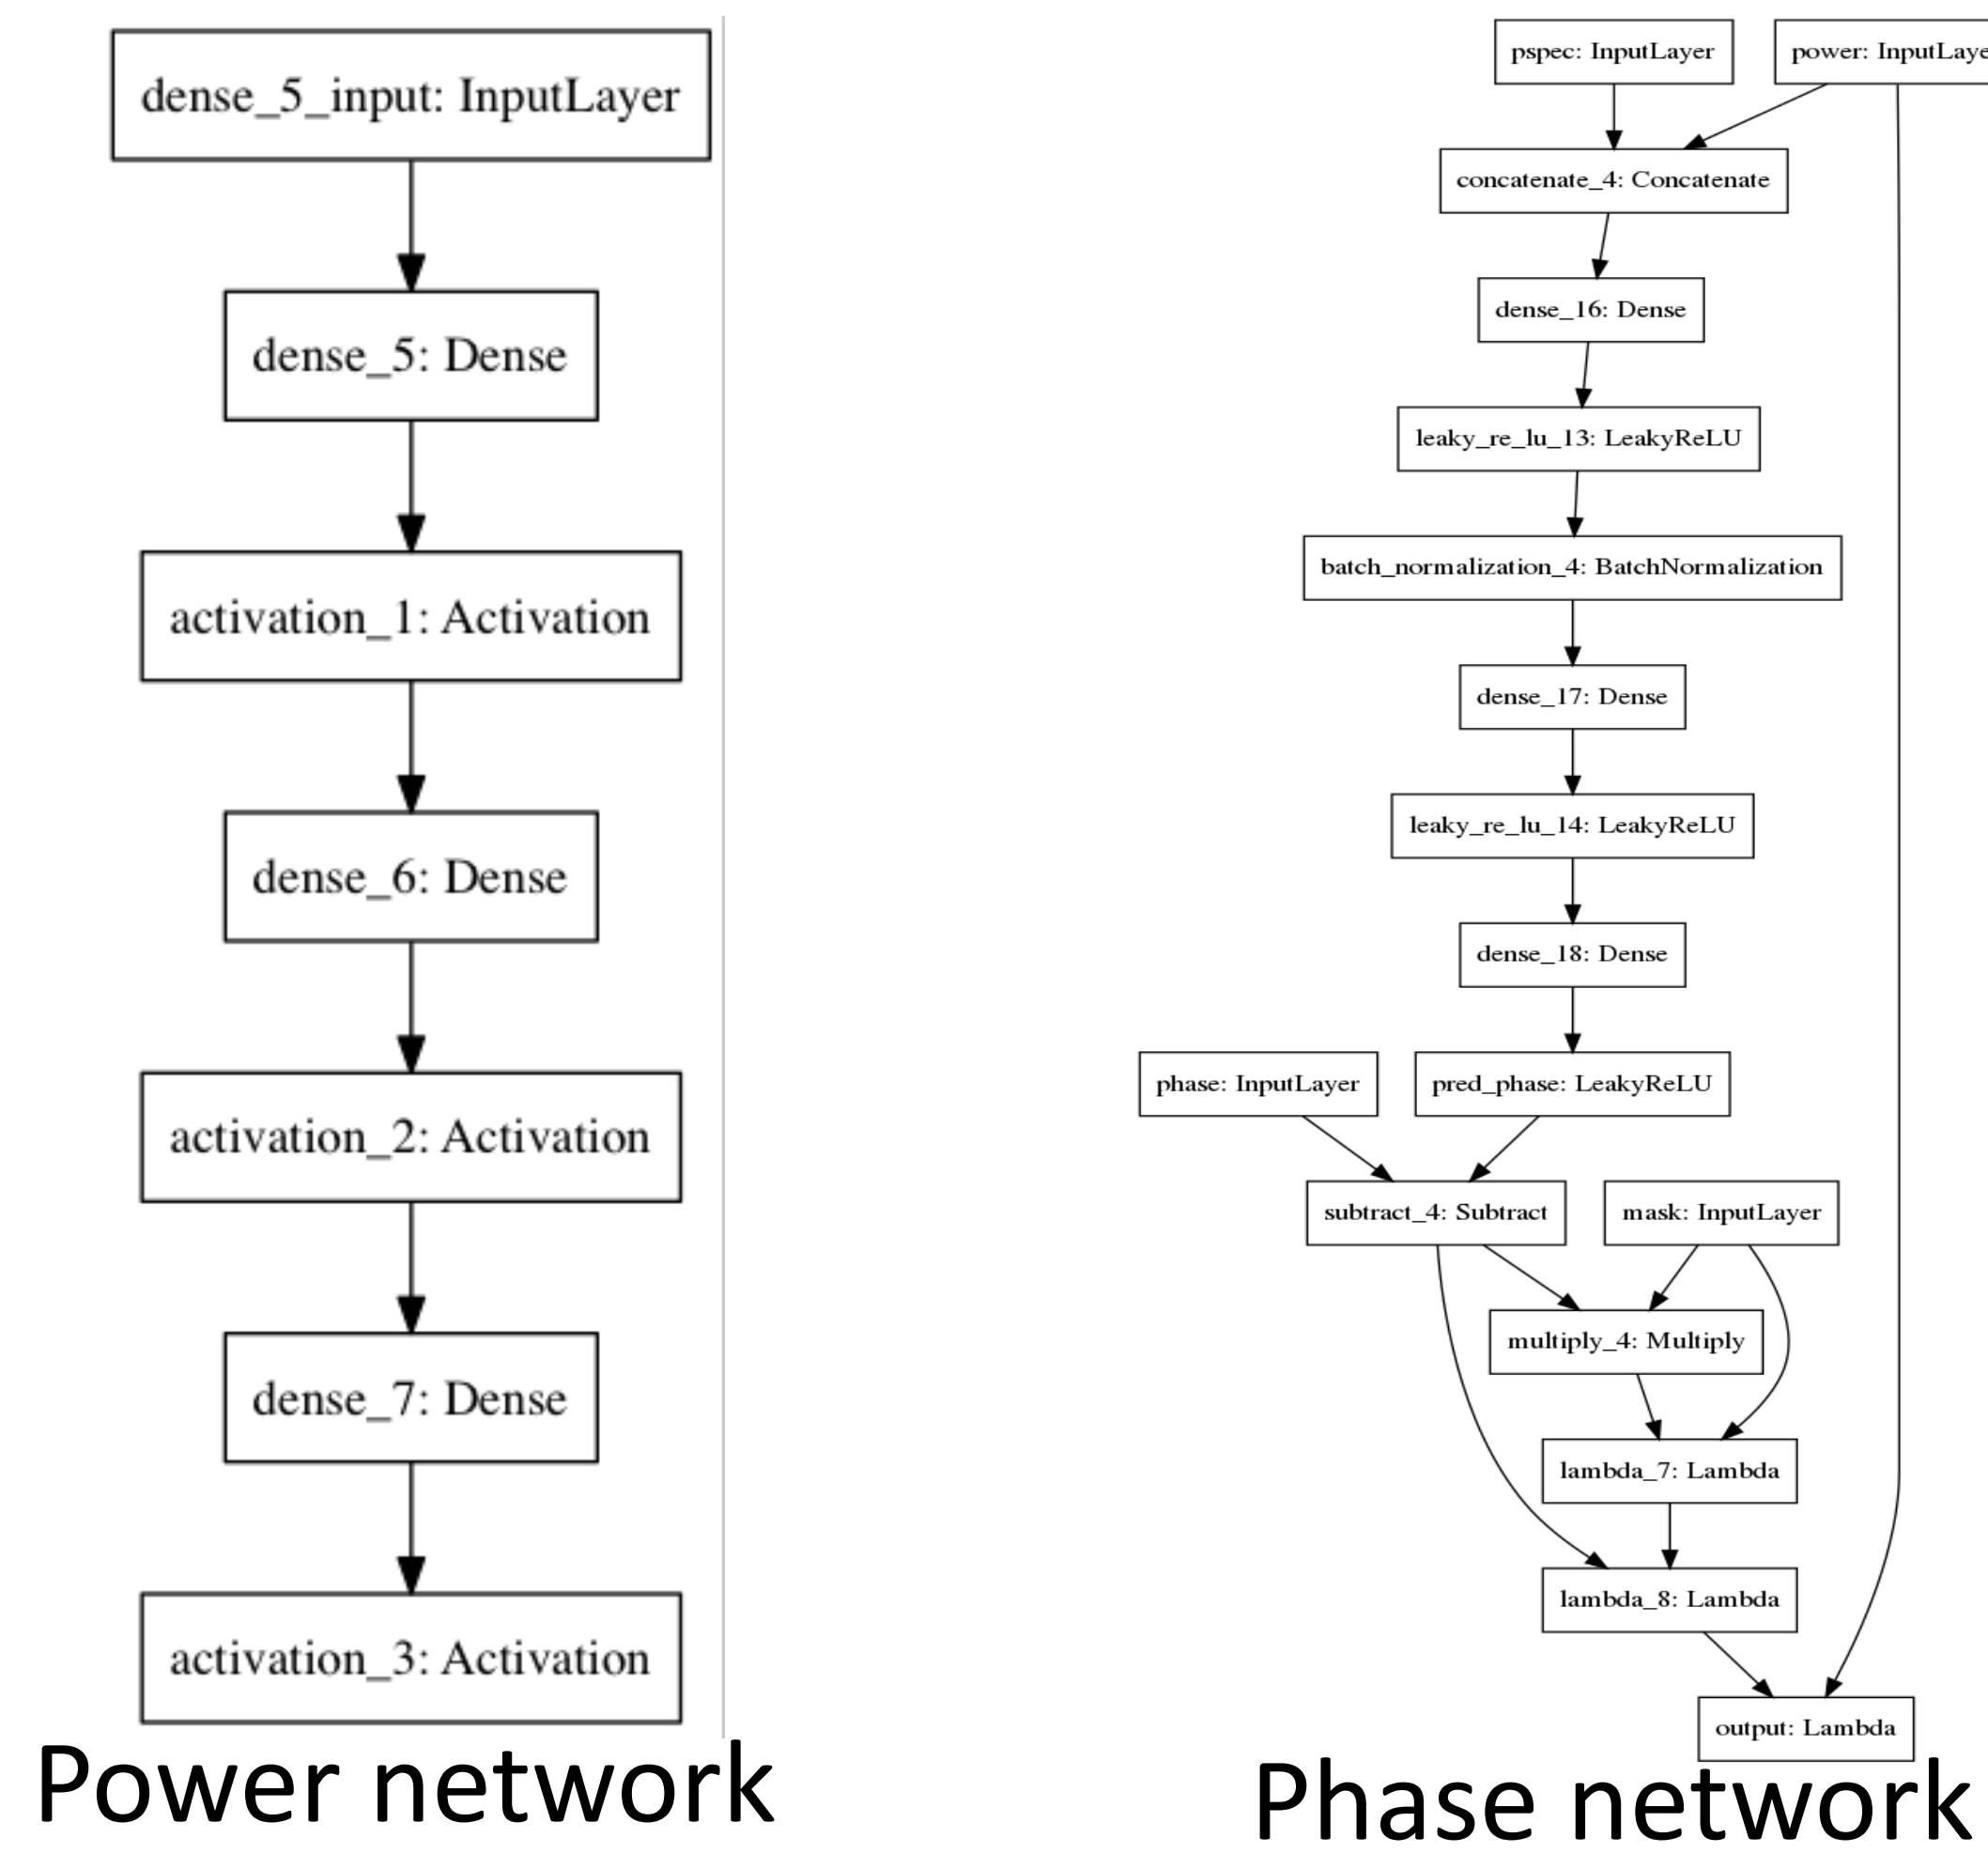 dense_5_input: InputLayer
dense_5: Dense
activation_1: Activation
dense_6: Dense
activation_2: Activation
dense_7: Dense
activation_3: Activation
Power network
pspec: InputLayer
power: InputLaye
concatenate_4: Concatenate
dense_16: Dense
leaky_re_lu_13: LeakyReLU
batch_normalization_4: BatchNormalization
dense_17: Dense
leaky_re_lu_14: LeakyReLU
dense_18: Dense
phase: InputLayer
pred_phase: LeakyReLU
subtract_4: Subtract
mask: InputLayer
multiply_4: Multiply
lambda_7: Lambda
lambda_8: Lambda
output: Lambda
Phase network